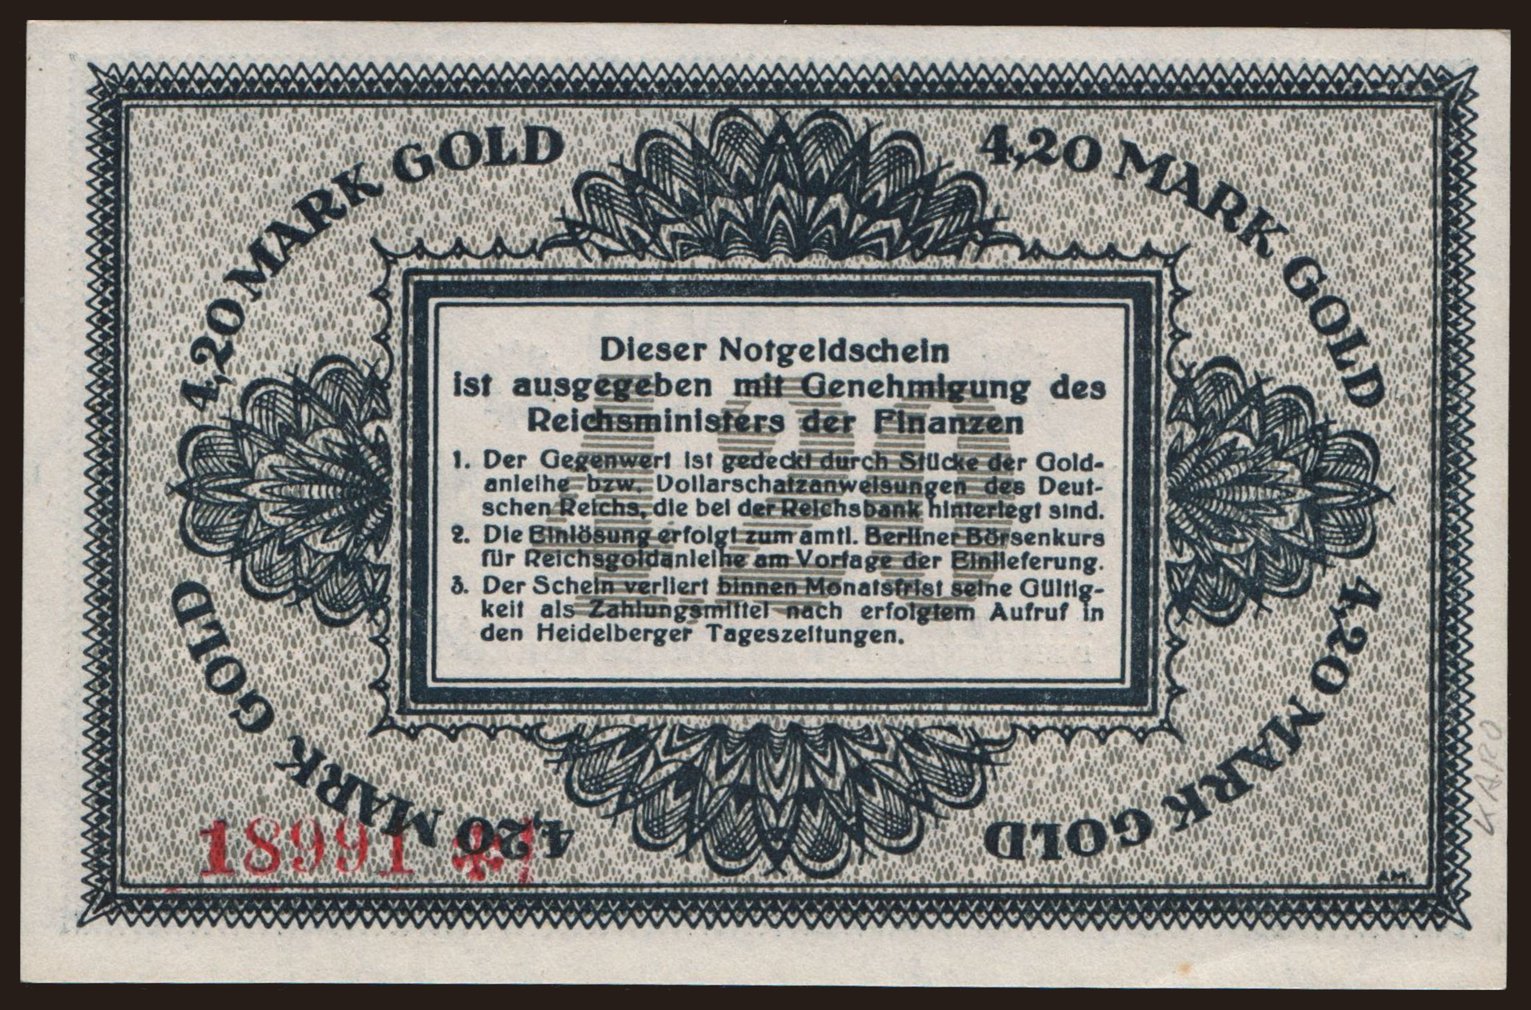 4,20 MARK GOLD
4,20 MARK GOLD
Dieser Notgeldschein
ist ausgegeben mit Genehmigung des
Reichsministers der Finanzen
1. Der Gegenwert ist gedeckt durch Stücke der Gold-
anleihe bzw. Dollarschatzanweisungen des Deut-
schen Reichs, die bei der Reichsbank hinterlegt sind.
2. Die Einlösung erfolgt zum amtl. Berliner Börsenkurs
für Reichsgoldanleihe am Vortage der Einlieferung.
3. Der Schein verliert binnen Monatsfrist seine Gültig-
keit als Zahlungsmittel nach erfolgtem Aufruf in
den Heidelberger Tageszeitungen.
4,20
4,20 MARK GOLD
4,20 MARK GOLD
18991 *
A.M.
KARO